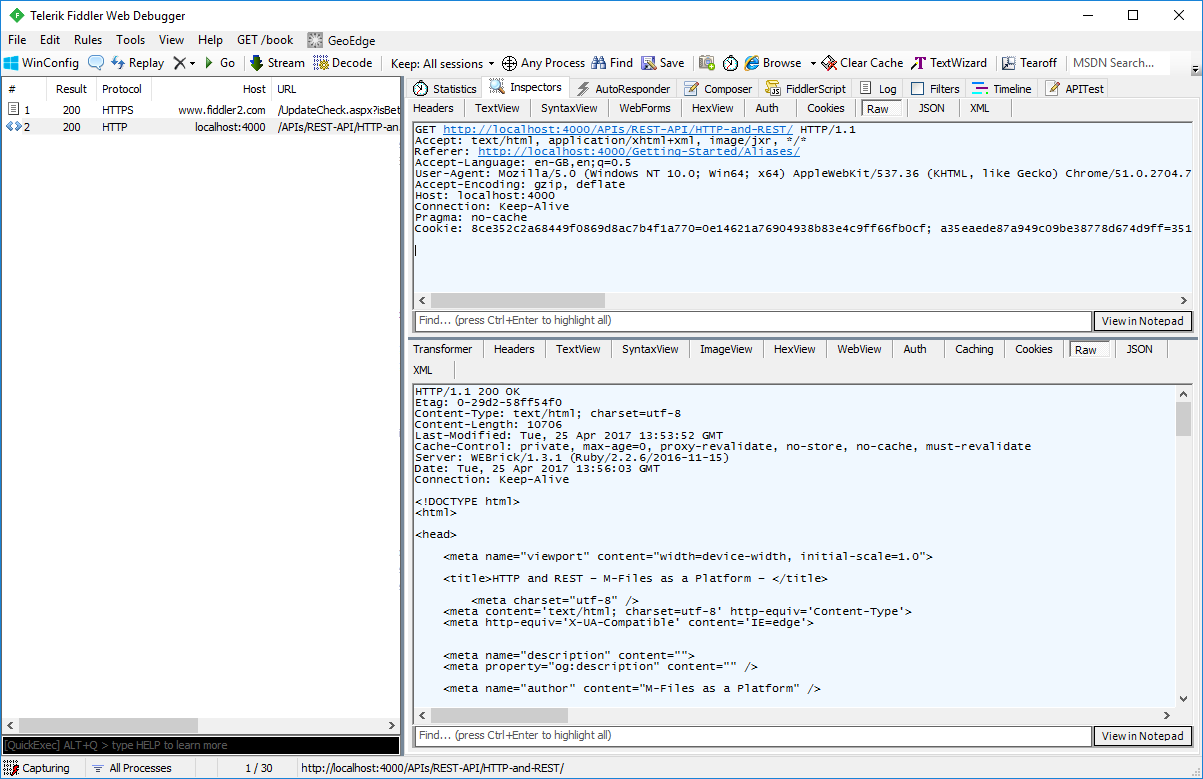 Telerik Fiddler Web Debugger
File Edit Rules Tools View Help GET /book GeoEdge
WinConfig Replay Go Stream Decode Keep: All sessions Any Process Find Save Browse Clear Cache TextWizard Tearoff MSDN Search...
# Result Protocol Host URL
1 200 HTTPS www.fiddler2.com /UpdateCheck.aspx?isBet
2 200 HTTP localhost:4000 /APIs/REST-API/HTTP-an
Statistics Inspectors AutoResponder Composer FiddlerScript Log Filters Timeline APITest
Headers TextView SyntaxView WebForms HexView Auth Cookies Raw JSON XML
GET http://localhost:4000/APIs/REST-API/HTTP-and-REST/ HTTP/1.1
Accept: text/html, application/xhtml+xml, image/jxr, */*
Referer: http://localhost:4000/Getting-Started/Aliases/
Accept-Language: en-GB,en;q=0.5
User-Agent: Mozilla/5.0 (Windows NT 10.0; Win64; x64) AppleWebKit/537.36 (KHTML, like Gecko) Chrome/51.0.2704.7
Accept-Encoding: gzip, deflate
Host: localhost:4000
Connection: Keep-Alive
Pragma: no-cache
Cookie: 8ce352c2a68449f0869d8ac7b4f1a770=0e14621a76904938b83e4c9ff66fb0cf; a35eaede87a949c09be38778d674d9ff=351
Find... (press Ctrl+Enter to highlight all) View in Notepad
Transformer Headers TextView SyntaxView ImageView HexView WebView Auth Caching Cookies Raw JSON
XML
HTTP/1.1 200 OK
Etag: 0-29d2-58ff54f0
Content-Type: text/html; charset=utf-8
Content-Length: 10706
Last-Modified: Tue, 25 Apr 2017 13:53:52 GMT
Cache-Control: private, max-age=0, proxy-revalidate, no-store, no-cache, must-revalidate
Server: WEBrick/1.3.1 (Ruby/2.2.6/2016-11-15)
Date: Tue, 25 Apr 2017 13:56:03 GMT
Connection: Keep-Alive
<!DOCTYPE html>
<html>
<head>
<meta name="viewport" content="width=device-width, initial-scale=1.0">
<title>HTTP and REST - M-Files as a Platform - </title>
<meta charset="utf-8" />
<meta content='text/html; charset=utf-8' http-equiv='Content-Type'>
<meta http-equiv='X-UA-Compatible' content='IE=edge'>
<meta name="description" content="">
<meta property="og:description" content="" />
<meta name="author" content="M-Files as a Platform" />
Find... (press Ctrl+Enter to highlight all) View in Notepad
[QuickExec] ALT+Q > type HELP to learn more
Capturing All Processes 1 / 30 http://localhost:4000/APIs/REST-API/HTTP-and-REST/